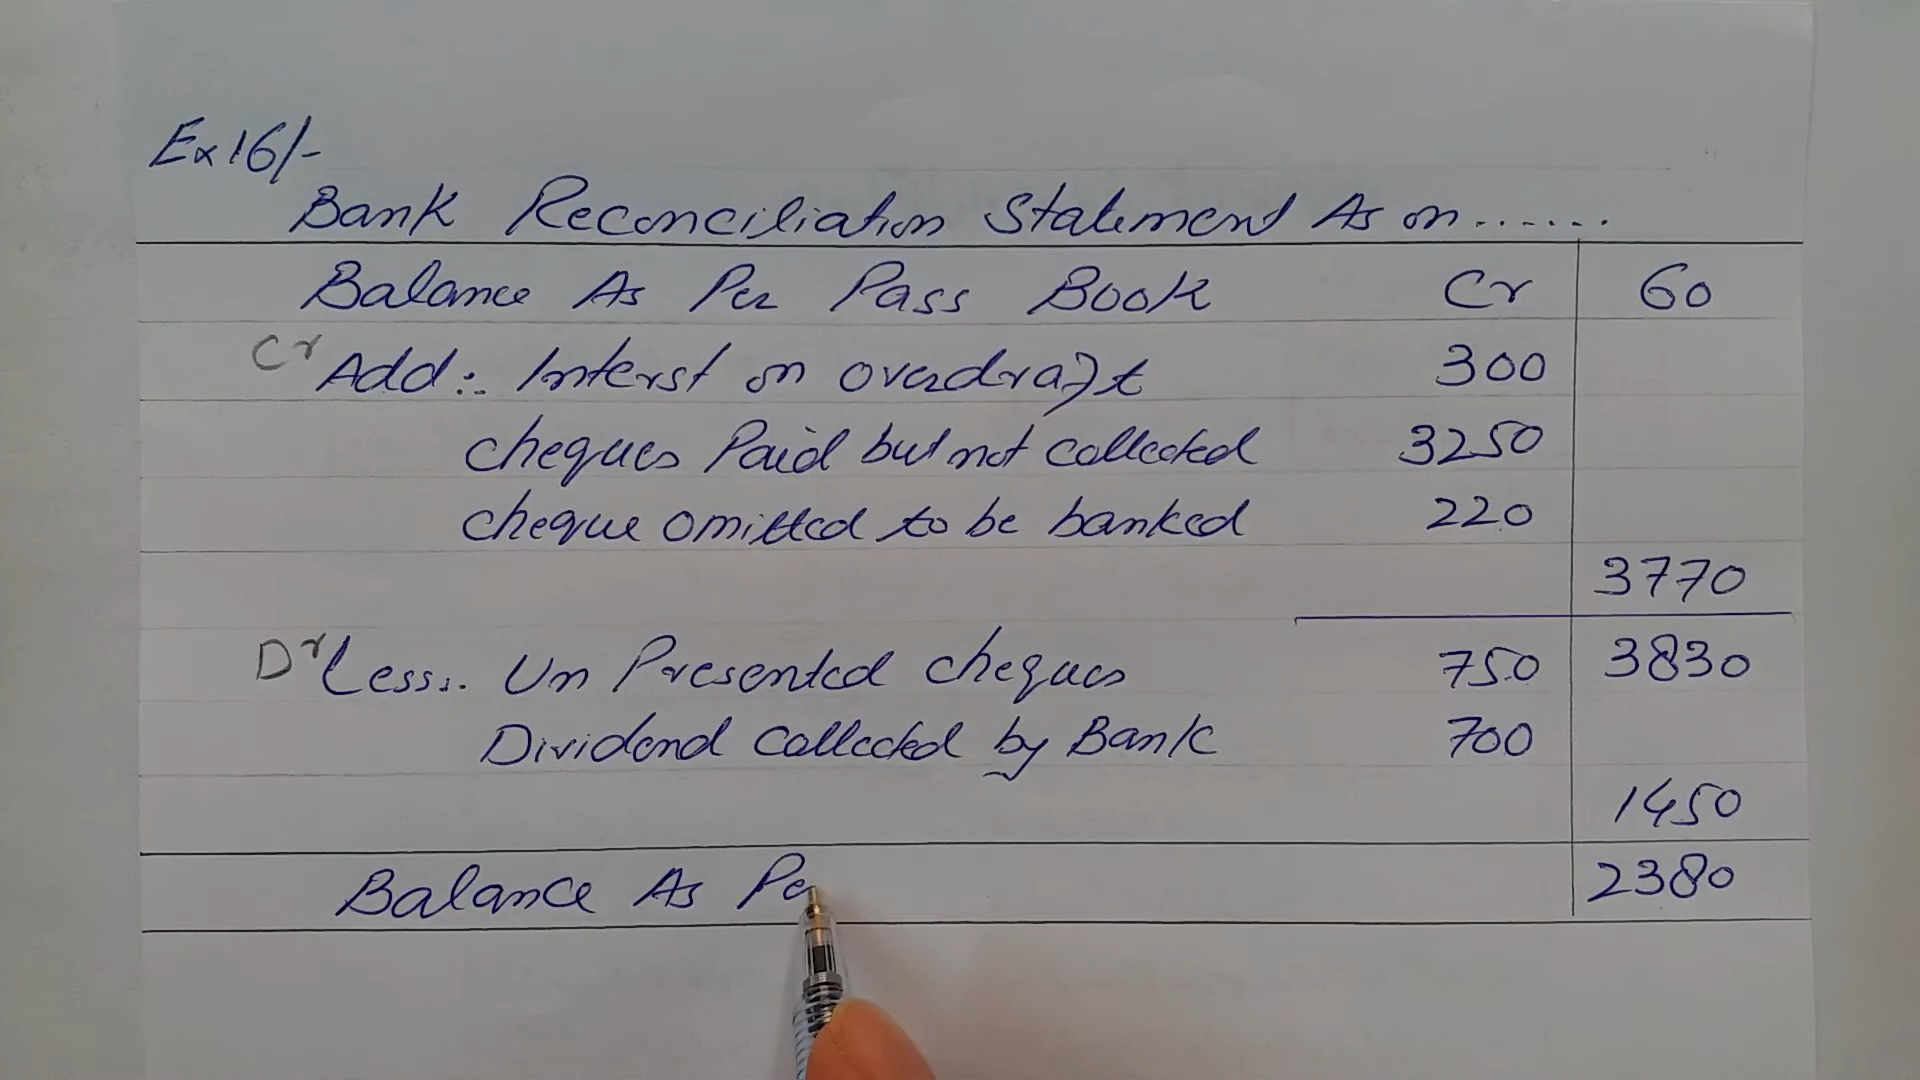 Ex 16/-
Bank Reconciliation Statement As on......
Balance As Per Pass Book Cr 60
Cr Add:- Interst on overdraft 300
cheques Paid but not collected 3250
cheque omitted to be banked 220
3770
Dr Less:. Un Presented cheques 750 3830
Dividend collected by Bank 700
1450
Balance As Pe 2380